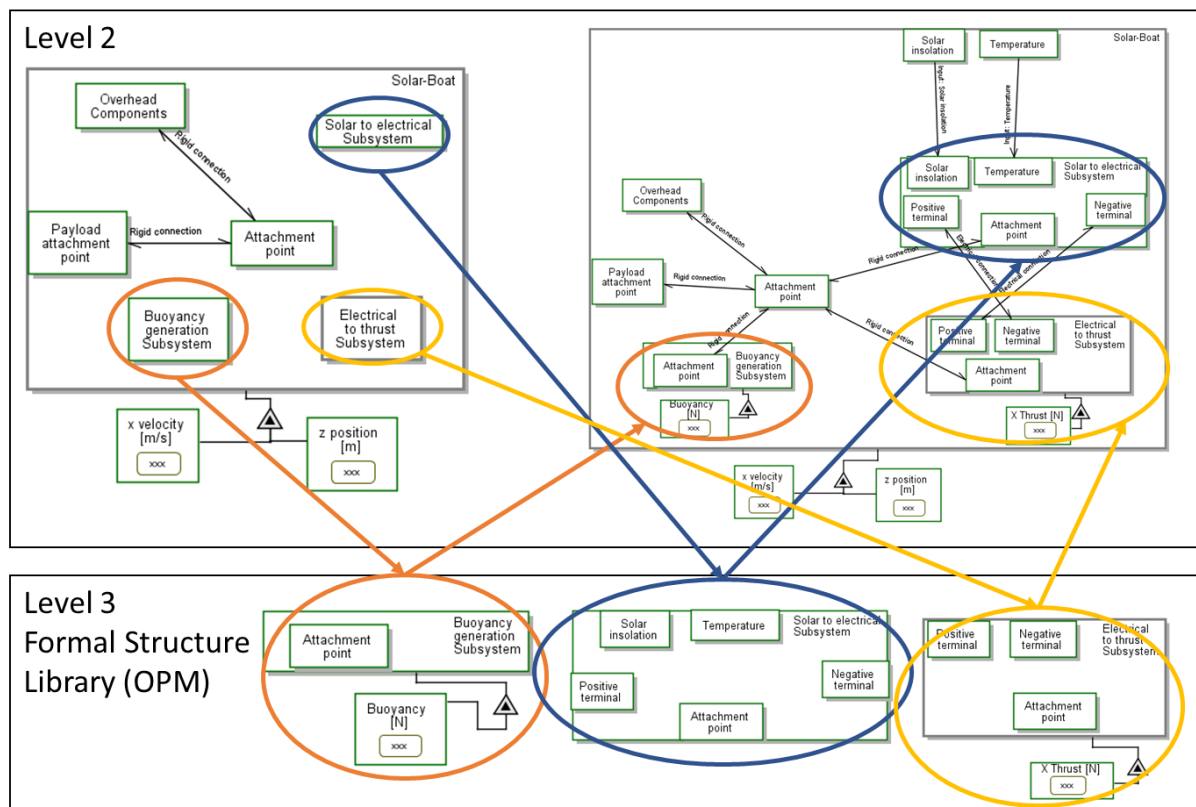 Level 2
Solar-Boat
Overhead
Components
Rigid connection
Solar to electrical
Subsystem
Payload
attachment
point
Rigid connection
Attachment
point
Buoyancy
generation
Subsystem
Electrical
to thrust
Subsystem
x velocity
[m/s]
xxx
z position
[m]
xxx
Solar
insolation
Temperature
Solar-Boat
Input : Solar insolation
Input : Temperature
Solar
insolation
Temperature
Solar to electrical
Subsystem
Positive
terminal
Negative
terminal
Attachment
point
Overhead
Components
Rigid connection
Rigid connection
Electrical connection
Electrical connection
Payload
attachment
point
Rigid connection
Attachment
point
Rigid connection
Rigid connection
Attachment
point
Buoyancy
generation
Subsystem
Buoyancy
[N]
xxx
Positive
terminal
Negative
terminal
Electrical
to thrust
Subsystem
Attachment
point
X Thrust [N]
xxx
x velocity
[m/s]
xxx
z position
[m]
xxx
Level 3
Formal Structure
Library (OPM)
Attachment
point
Buoyancy
generation
Subsystem
Buoyancy
[N]
xxx
Solar
insolation
Temperature
Solar to electrical
Subsystem
Positive
terminal
Negative
terminal
Attachment
point
Positive
terminal
Negative
terminal
Electrical
to thrust
Subsystem
Attachment
point
X Thrust [N]
xxx